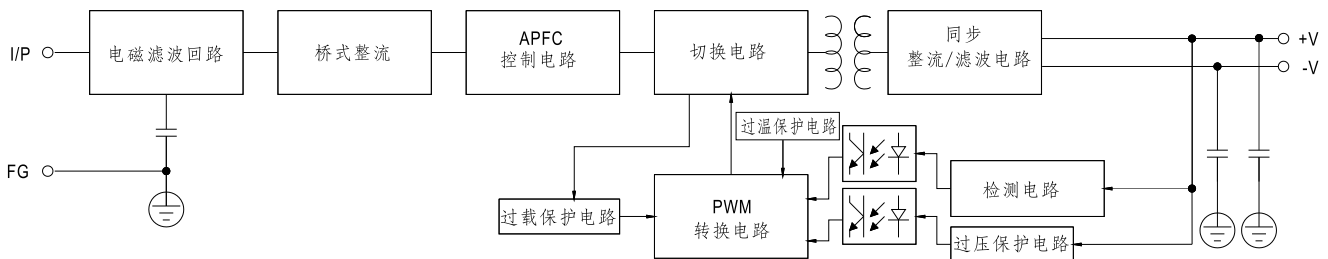 I/P
电磁滤波回路
桥式整流
APFC
控制电路
切换电路
同步
整流/滤波电路
+V
-V
FG
过温保护电路
过载保护电路
PWM
转换电路
检测电路
过压保护电路